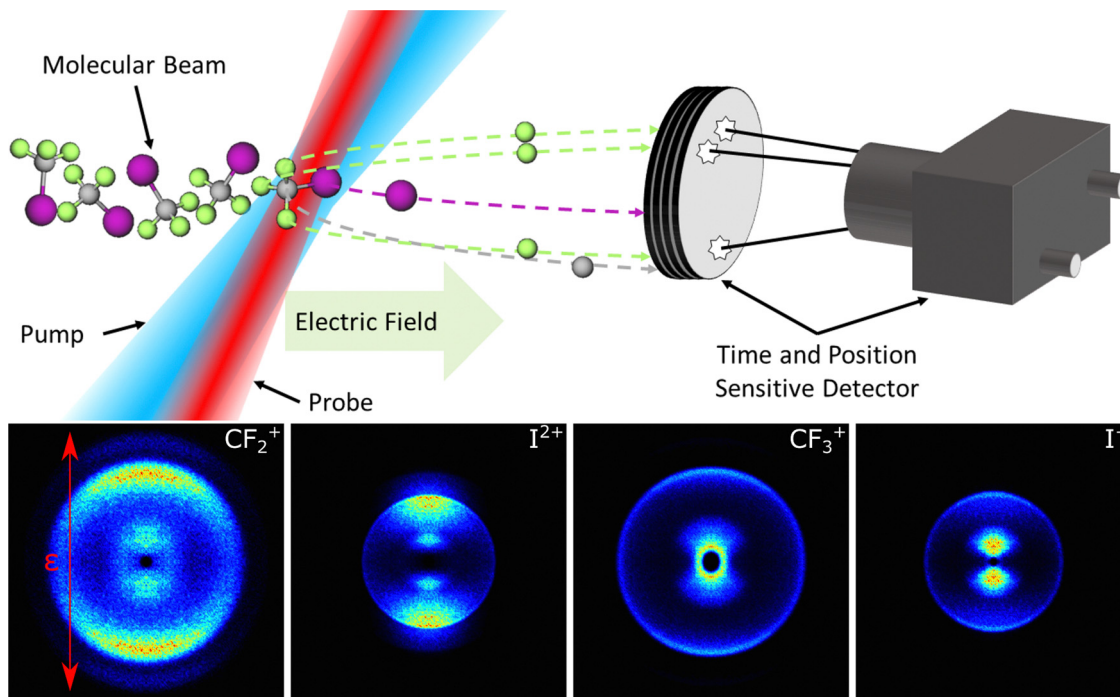 Molecular
Beam
Pump
Probe
Electric Field
Time and Position
Sensitive Detector
CF₂⁺
I²⁺
CF₃⁺
I⁺
ε